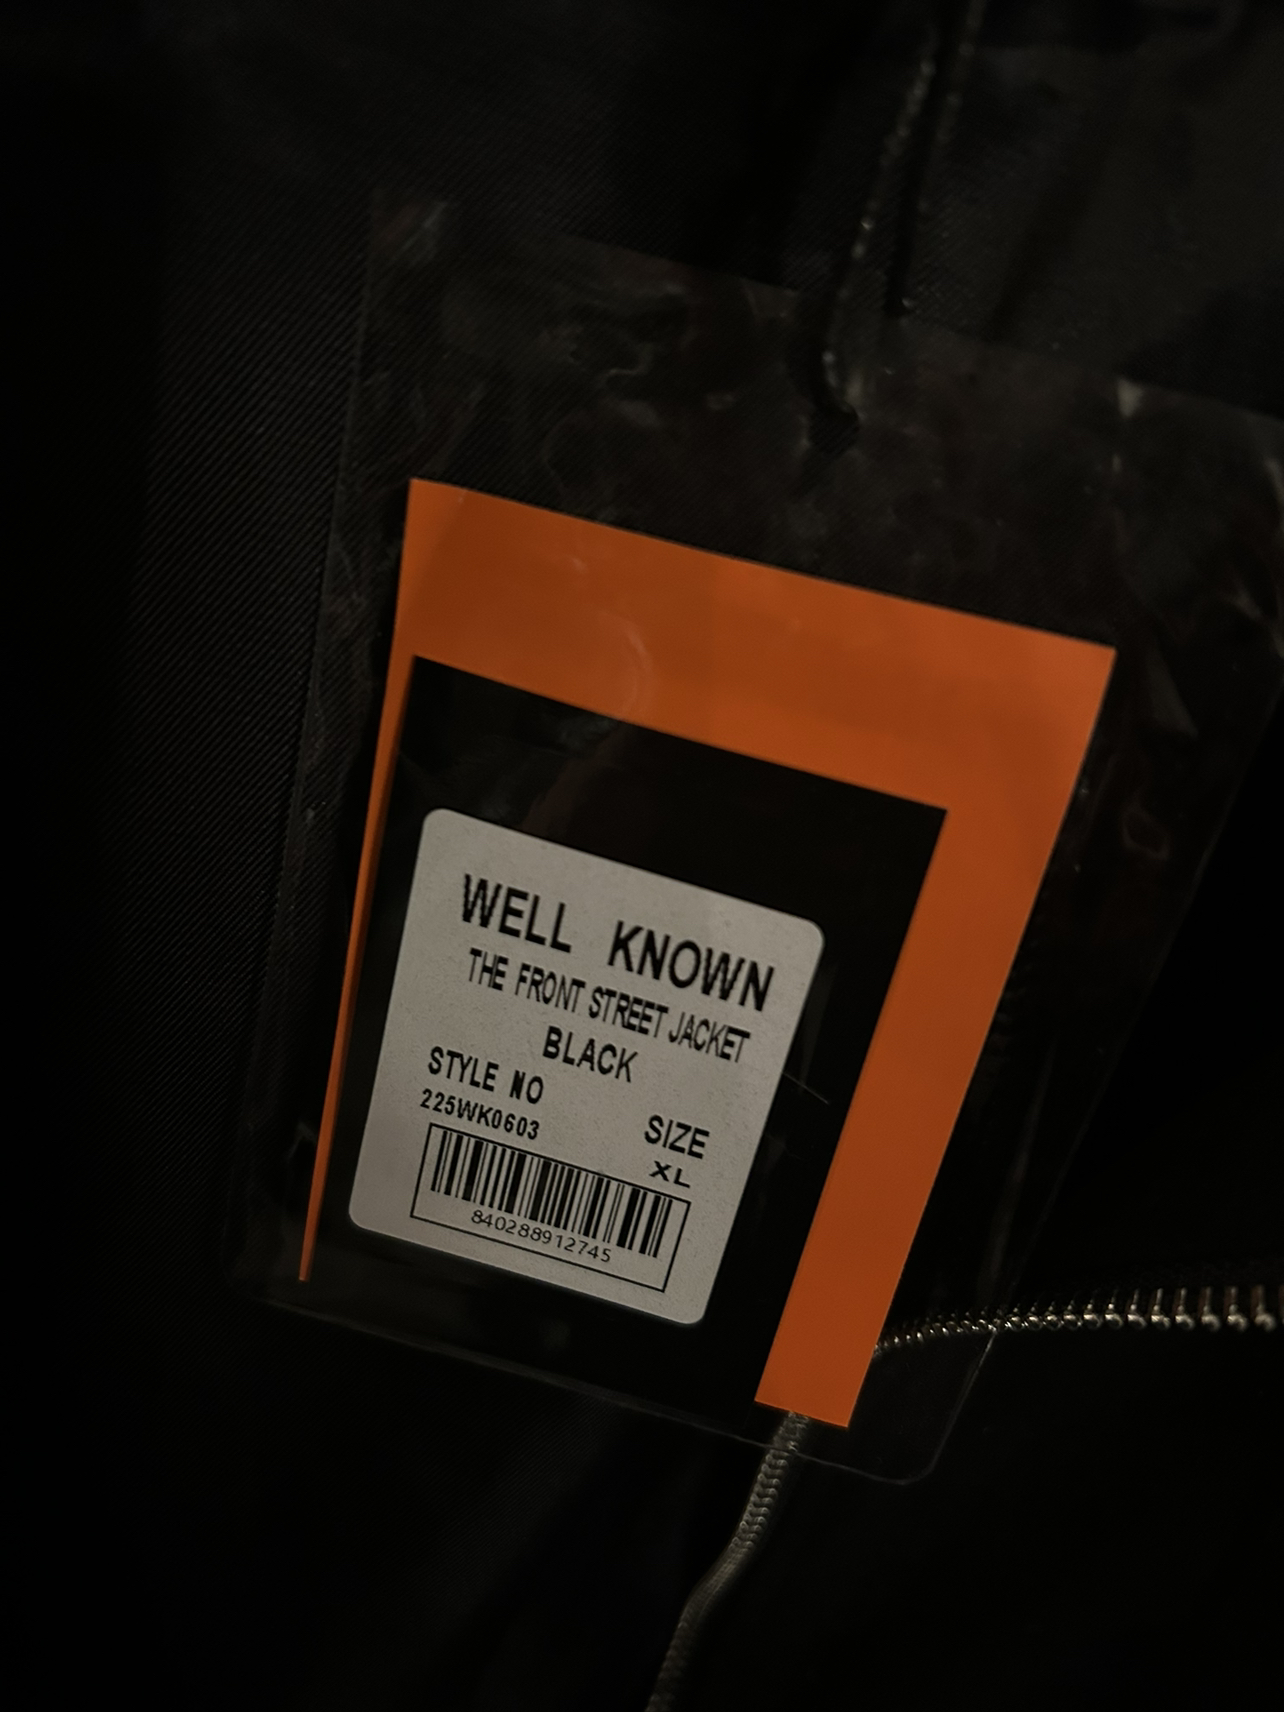 WELL KNOWN
THE FRONT STREET JACKET
BLACK
STYLE NO
225WK0603
SIZE
XL
840288912745